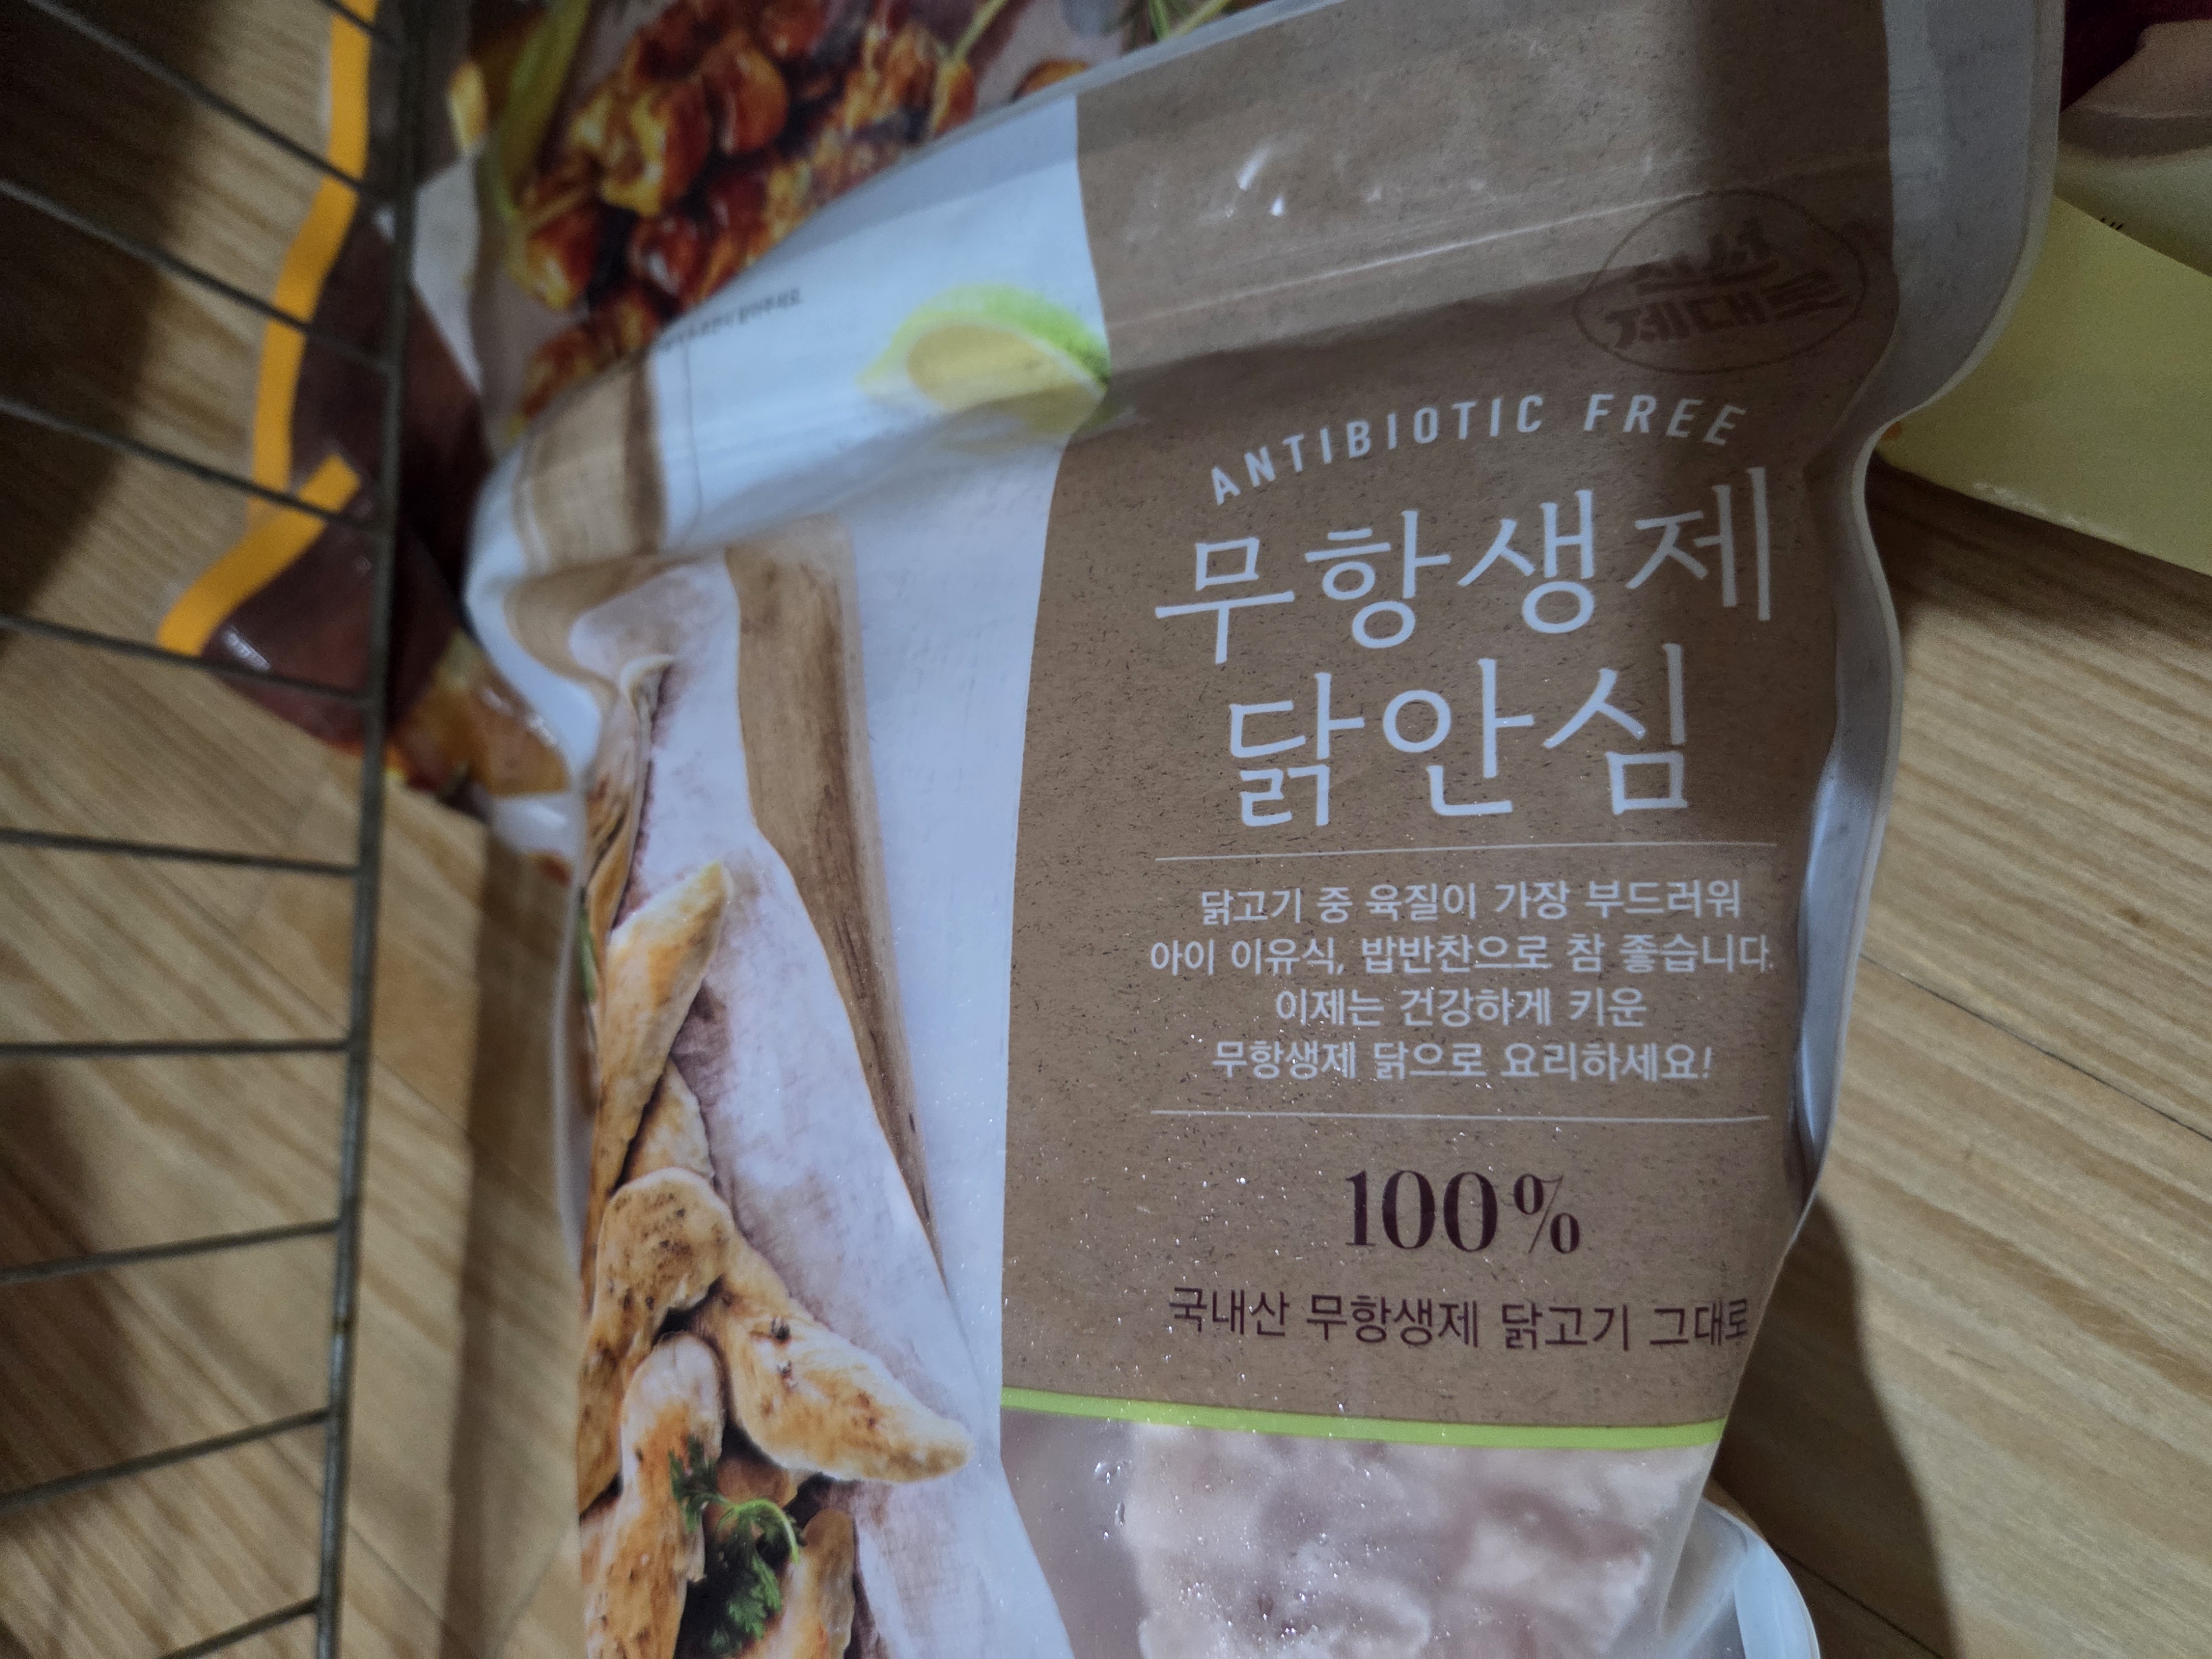 제대로
ANTIBIOTIC FREE
무항생제
닭안심
닭고기 중 육질이 가장 부드러워
아이 이유식, 밥반찬으로 참 좋습니다.
이제는 건강하게 키운
무항생제 닭으로 요리하세요!
100%
국내산 무항생제 닭고기 그대로